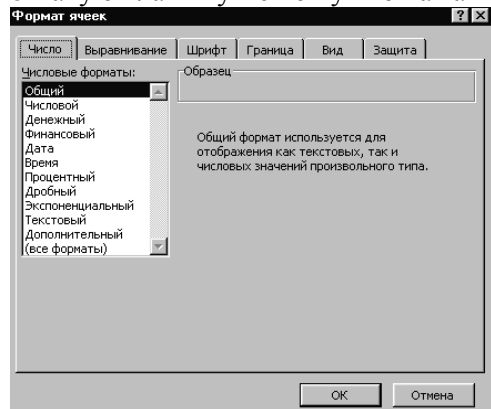 Формат ячеек
Число Выравнивание Шрифт Граница Вид Защита
Числовые форматы:
Образец
Общий
Числовой
Денежный
Финансовый
Дата
Время
Процентный
Дробный
Экспоненциальный
Текстовый
Дополнительный
(все форматы)
Общий формат используется для
отображения как текстовых, так и
числовых значений произвольного типа.
ОК Отмена